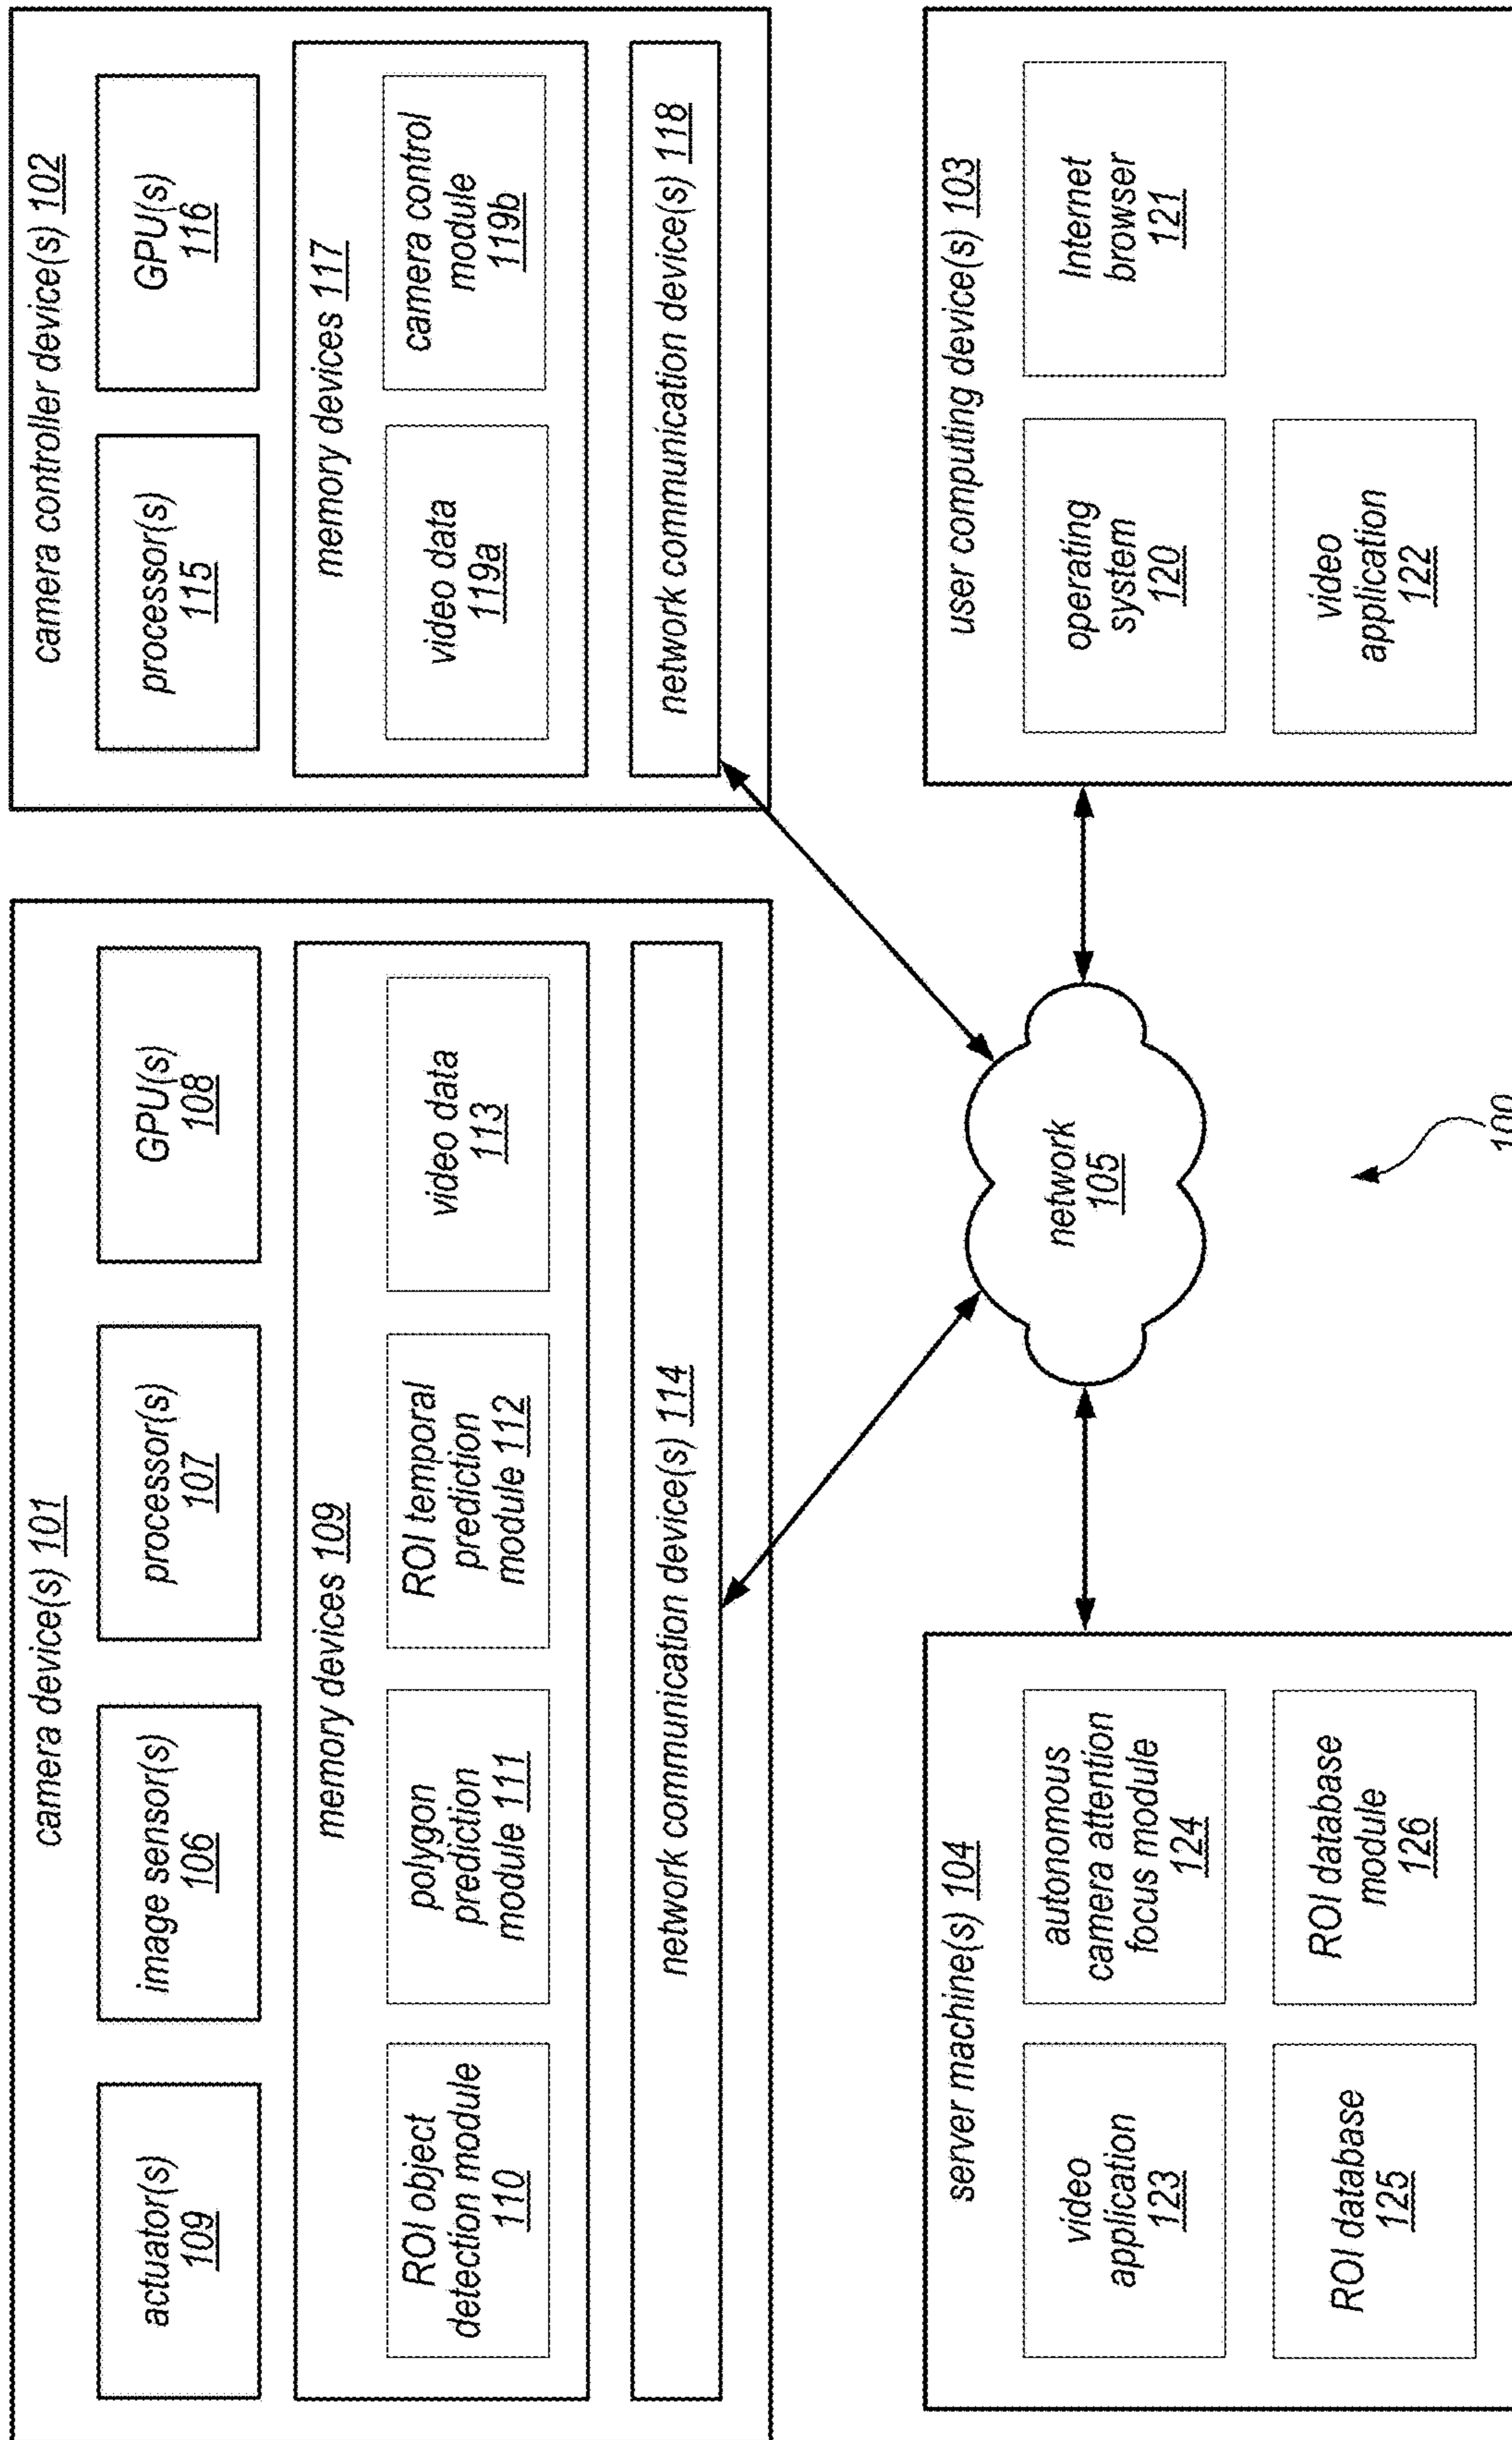 camera device(s) 101
actuator(s)
109
image sensor(s)
106
processor(s)
107
GPU(s)
108
memory devices 109
ROI object
detection module
110
polygon
prediction
module 111
ROI temporal
prediction
module 112
video data
113
network communication device(s) 114
camera controller device(s) 102
processor(s)
115
GPU(s)
116
memory devices 117
video data
119a
camera control
module
119b
network communication device(s) 118
network
105
server machine(s) 104
video
application
123
autonomous
camera attention
focus module
124
ROI database
125
ROI database
module
126
user computing device(s) 103
operating
system
120
Internet
browser
121
video
application
122
100